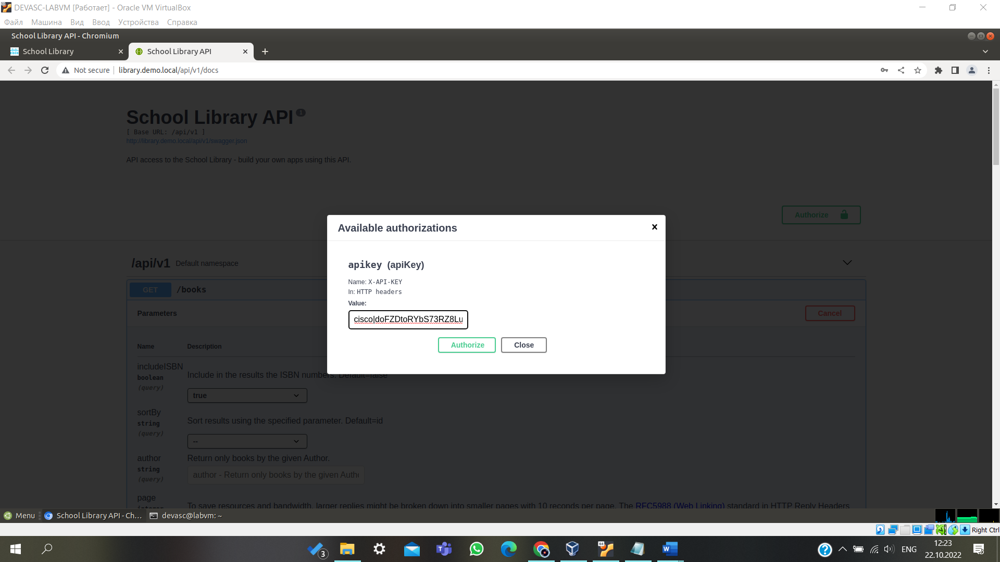 DEVASC-LABVM [Работает] - Oracle VM VirtualBox
Файл Машина Вид Ввод Устройства Справка
School Library API - Chromium
School Library
School Library API
Not secure library.demo.local/api/v1/docs
School Library API 1
[ Base URL: /api/v1 ]
http://library.demo.local/api/v1/swagger.json
API access to the School Library - build your own apps using this API.
Authorize
Available authorizations
/api/v1 Default namespace
apikey (apiKey)
Name: X-API-KEY
In: HTTP headers
Value:
cisco|doFZDtoRYbS73RZ8Lu
Authorize Close
GET /books
Parameters
Cancel
Name Description
includeISBN
boolean
(query)
Include in the results the ISBN numbers. Default=false
true
sortBy
string
(query)
Sort results using the specified parameter. Default=id
--
author
string
(query)
Return only books by the given Author.
author - Return only books by the given Autho
page
integer
To save resources and bandwidth, larger replies might be broken down into smaller pages with 10 records per page. The RFC5988 (Web Linking) standard in HTTP Reply Headers
Menu School Library API - Ch... devasc@labvm: ~
Right Ctrl
3
64
ENG
12:23
22.10.2022